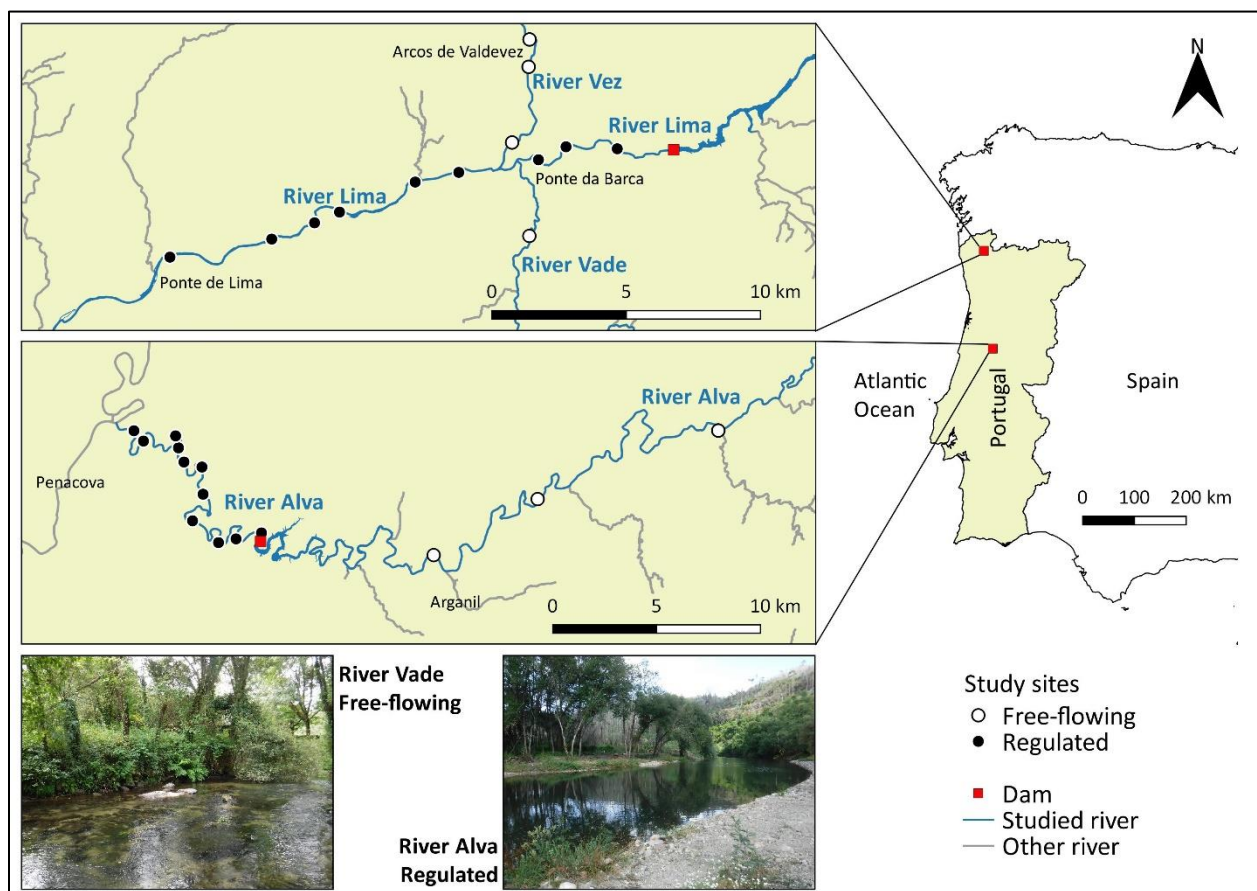 Arcos de Valdevez
River Vez
River Lima
Ponte da Barca
River Lima
Ponte de Lima
River Vade
0 5 10 km
River Alva
Penacova
River Alva
Arganil
0 5 10 km
N
Atlantic
Ocean
Portugal
Spain
0 100 200 km
River Vade
Free-flowing
River Alva
Regulated
Study sites
Free-flowing
Regulated
Dam
Studied river
Other river